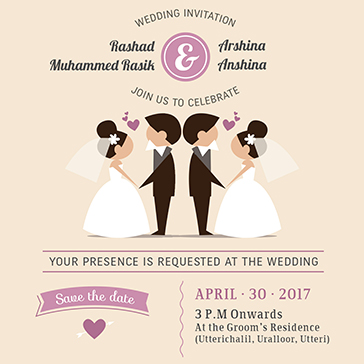 WEDDING INVITATION
Rashad & Arshina
Muhammed Rasik Anshina
JOIN US TO CELEBRATE
YOUR PRESENCE IS REQUESTED AT THE WEDDING
Save the date
APRIL · 30 · 2017
3 P.M Onwards
At the Groom's Residence
(Utterichalil, Uralloor, Utteri)